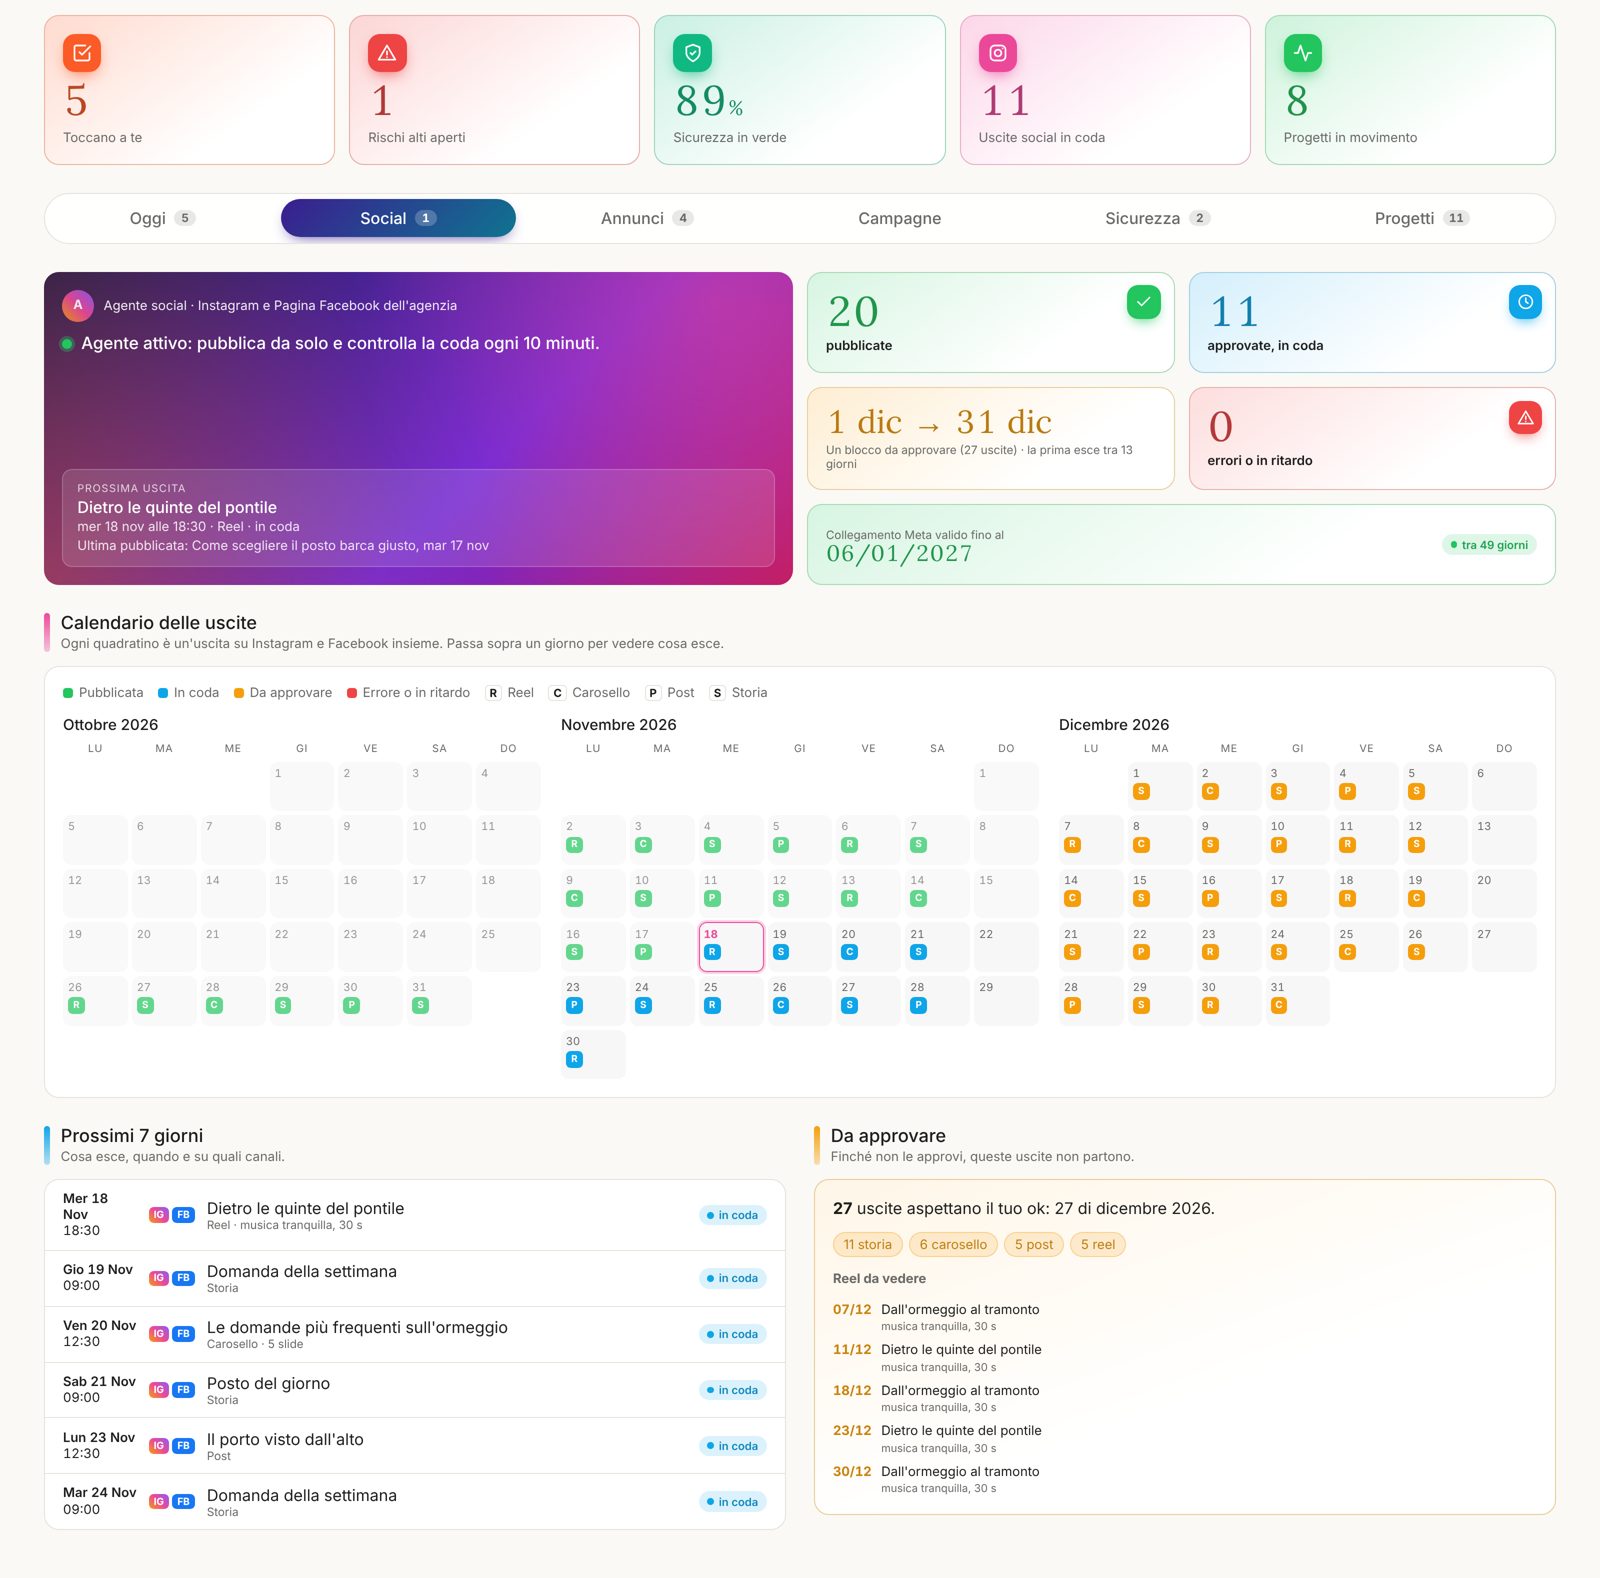 5
Toccano a te
1
Rischi alti aperti
89%
Sicurezza in verde
11
Uscite social in coda
8
Progetti in movimento
Oggi 5
Social 1
Annunci 4
Campagne
Sicurezza 2
Progetti 11
A
Agente social · Instagram e Pagina Facebook dell'agenzia
Agente attivo: pubblica da solo e controlla la coda ogni 10 minuti.
PROSSIMA USCITA
Dietro le quinte del pontile
mer 18 nov alle 18:30 · Reel · in coda
Ultima pubblicata: Come scegliere il posto barca giusto, mar 17 nov
20
pubblicate
11
approvate, in coda
1 dic → 31 dic
Un blocco da approvare (27 uscite) · la prima esce tra 13
giorni
0
errori o in ritardo
Collegamento Meta valido fino al
06/01/2027
tra 49 giorni
Calendario delle uscite
Ogni quadratino è un'uscita su Instagram e Facebook insieme. Passa sopra un giorno per vedere cosa esce.
Pubblicata In coda Da approvare Errore o in ritardo R Reel C Carosello P Post S Storia
Ottobre 2026
LU MA ME GI VE SA DO
1 2 3 4
5 6 7 8 9 10 11
12 13 14 15 16 17 18
19 20 21 22 23 24 25
26 27 28 29 30 31
R S C S P S
Novembre 2026
LU MA ME GI VE SA DO
1
2 3 4 5 6 7 8
R C S P R S
9 10 11 12 13 14 15
C S P S R C
16 17 18 19 20 21 22
S P R S C S
23 24 25 26 27 28 29
P S R C S P
30
R
Dicembre 2026
LU MA ME GI VE SA DO
1 2 3 4 5 6
S C S P S
7 8 9 10 11 12 13
R C S P R S
14 15 16 17 18 19 20
C S P S R C
21 22 23 24 25 26 27
S P R S C S
28 29 30 31
P S R C
Prossimi 7 giorni
Cosa esce, quando e su quali canali.
Mer 18
Nov
18:30
IG FB
Dietro le quinte del pontile
Reel · musica tranquilla, 30 s
in coda
Gio 19 Nov
09:00
IG FB
Domanda della settimana
Storia
in coda
Ven 20 Nov
12:30
IG FB
Le domande più frequenti sull'ormeggio
Carosello · 5 slide
in coda
Sab 21 Nov
09:00
IG FB
Posto del giorno
Storia
in coda
Lun 23 Nov
12:30
IG FB
Il porto visto dall'alto
Post
in coda
Mar 24 Nov
09:00
IG FB
Domanda della settimana
Storia
in coda
Da approvare
Finché non le approvi, queste uscite non partono.
27 uscite aspettano il tuo ok: 27 di dicembre 2026.
11 storia 6 carosello 5 post 5 reel
Reel da vedere
07/12 Dall'ormeggio al tramonto
musica tranquilla, 30 s
11/12 Dietro le quinte del pontile
musica tranquilla, 30 s
18/12 Dall'ormeggio al tramonto
musica tranquilla, 30 s
23/12 Dietro le quinte del pontile
musica tranquilla, 30 s
30/12 Dall'ormeggio al tramonto
musica tranquilla, 30 s